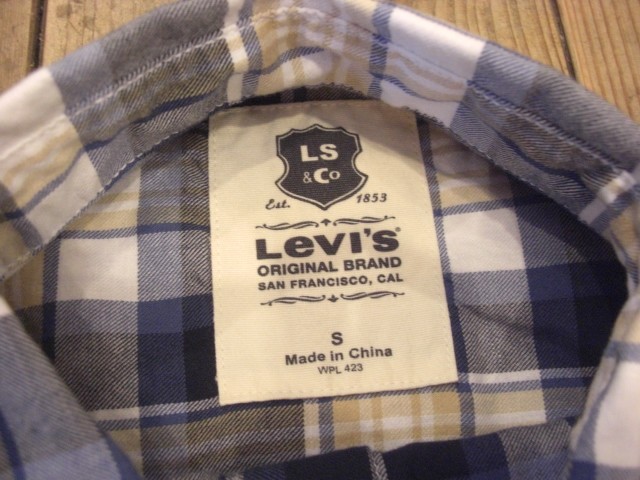 LS
& Co
Est. 1853
Levi's®
ORIGINAL BRAND
SAN FRANCISCO, CAL
S
Made in China
WPL 423